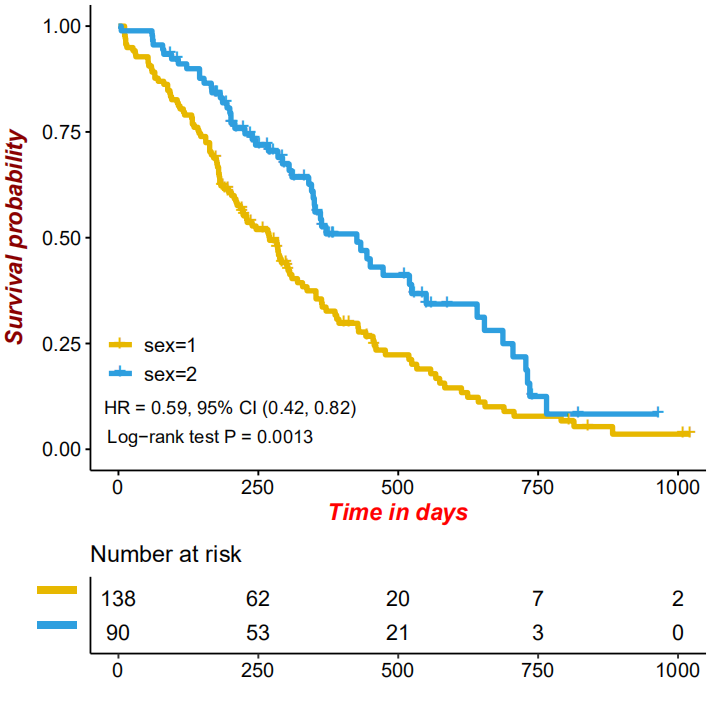 Survival probability
1.00
0.75
0.50
0.25
0.00
sex=1
sex=2
HR = 0.59, 95% CI (0.42, 0.82)
Log−rank test P = 0.0013
0 250 500 750 1000
Time in days
Number at risk
138 62 20 7 2
90 53 21 3 0
0 250 500 750 1000